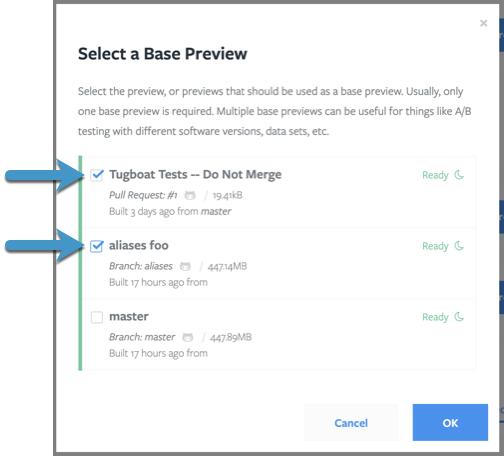 ×
Select a Base Preview
Select the preview, or previews that should be used as a base preview. Usually, only
one base preview is required. Multiple base previews can be useful for things like A/B
testing with different software versions, data sets, etc.
Tugboat Tests -- Do Not Merge Ready
Pull Request: #1 / 19.41kB
Built 3 days ago from master
aliases foo Ready
Branch: aliases / 447.14MB
Built 17 hours ago from
master Ready
Branch: master / 447.89MB
Built 17 hours ago from
Cancel OK